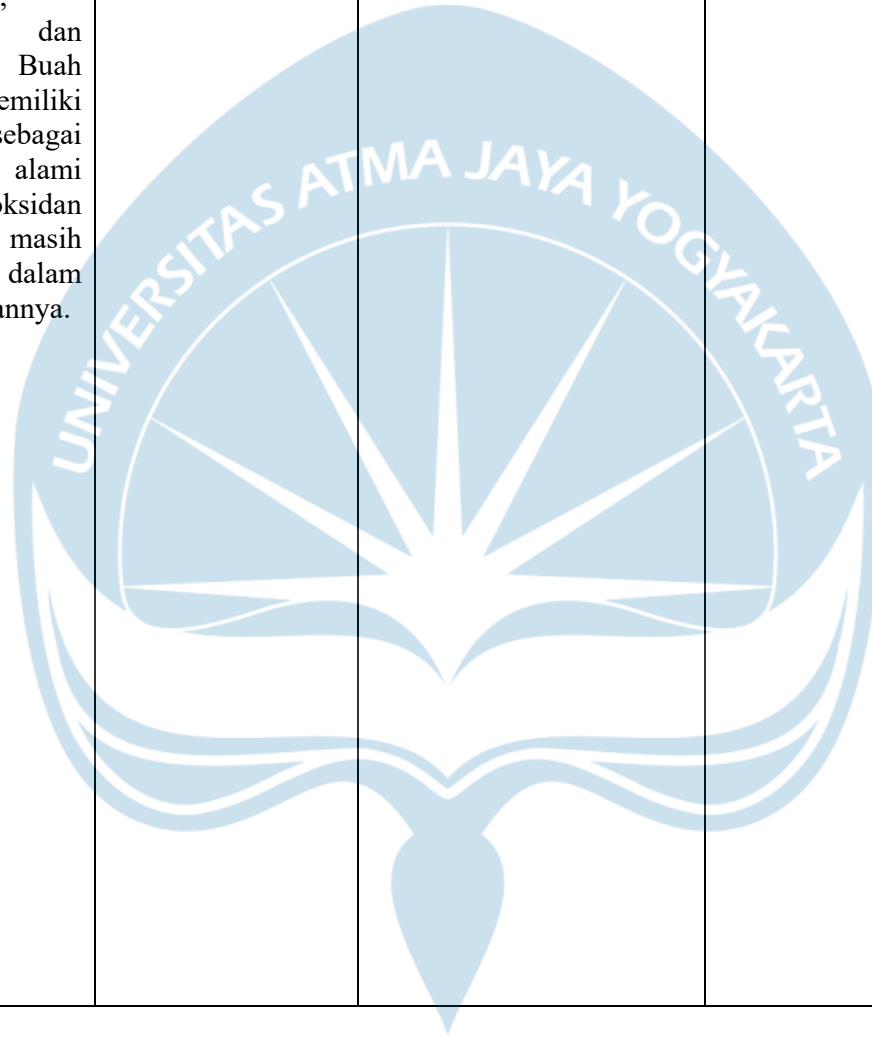 dan
Buah
emiliki
sebagai
alami
oksidan
masih
dalam
annya.
UNIVERSITAS ATMA JAYA YOGYAKARTA